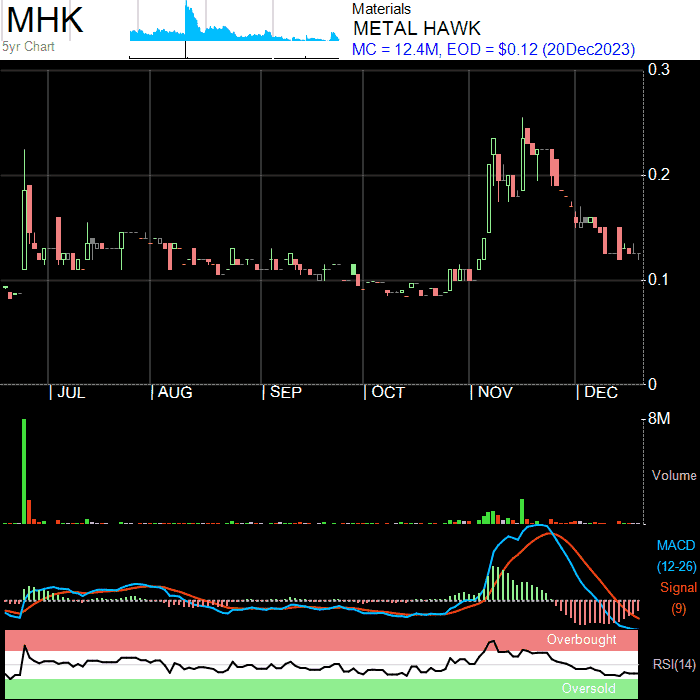 MHK
5yr Chart
Materials
METAL HAWK
MC = 12.4M, EOD = $0.12 (20Dec2023)
0.3
0.2
0.1
0
| JUL | AUG | SEP | OCT | NOV | DEC
8M
Volume
MACD
(12-26)
Signal
(9)
Overbought
RSI(14)
Oversold